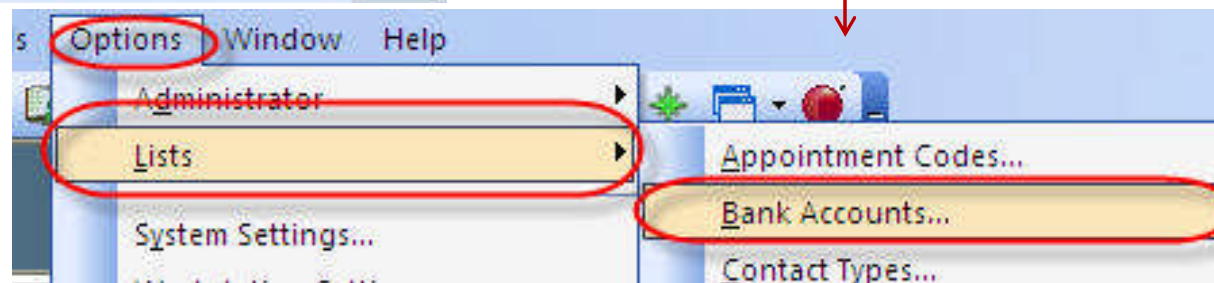 s Options Window Help
Administrator
Lists
Appointment Codes...
Bank Accounts...
System Settings...
Contact Types...